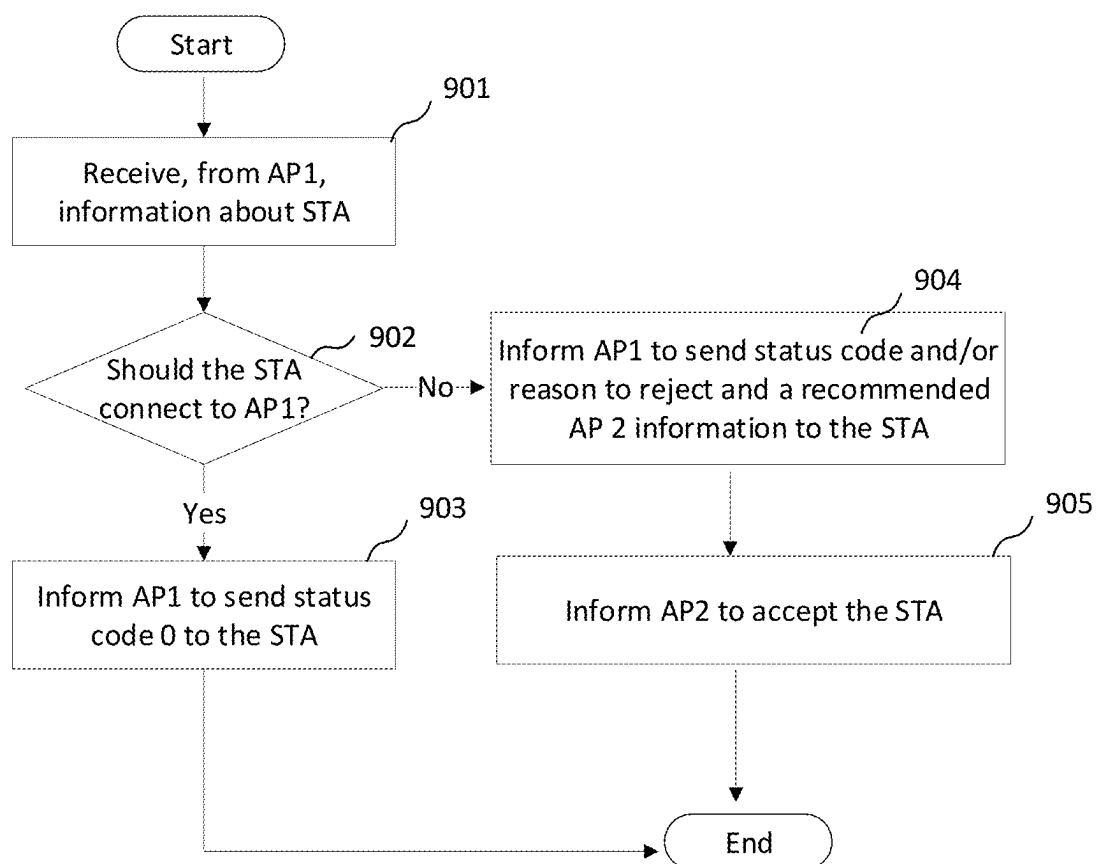 Start
901
Receive, from AP1,
information about STA
902
Should the STA
connect to AP1?
No
904
Inform AP1 to send status code and/or
reason to reject and a recommended
AP 2 information to the STA
Yes
903
Inform AP1 to send status
code 0 to the STA
905
Inform AP2 to accept the STA
End